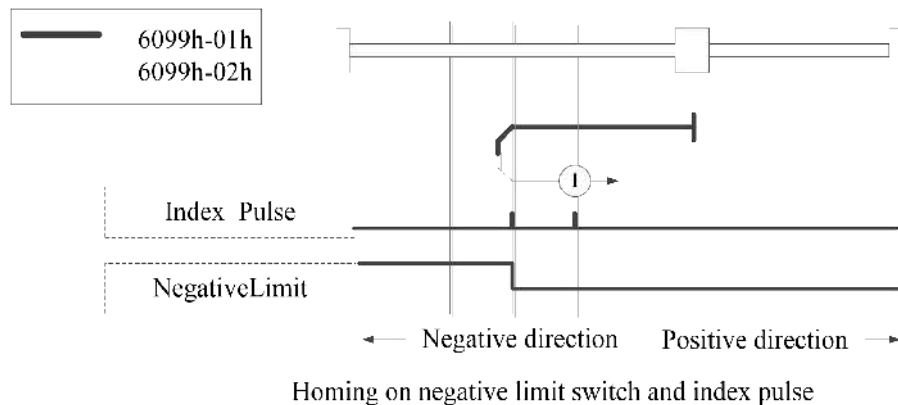 6099h-01h
6099h-02h
1
Index Pulse
NegativeLimit
Negative direction
Positive direction
Homing on negative limit switch and index pulse